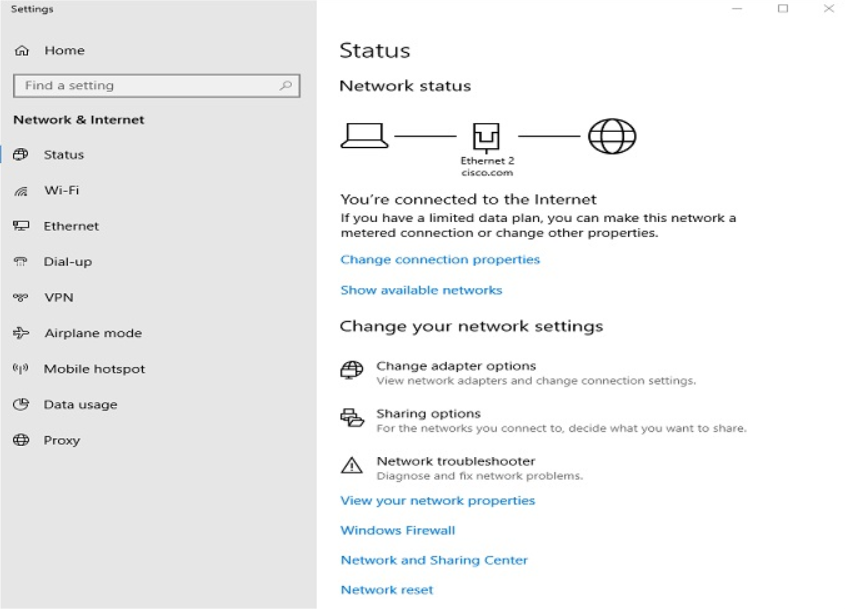 Settings
Home
Find a setting
Network & Internet
Status
Wi-Fi
Ethernet
Dial-up
VPN
Airplane mode
Mobile hotspot
Data usage
Proxy
Status
Network status
Ethernet 2
cisco.com
You're connected to the Internet
If you have a limited data plan, you can make this network a
metered connection or change other properties.
Change connection properties
Show available networks
Change your network settings
Change adapter options
View network adapters and change connection settings.
Sharing options
For the networks you connect to, decide what you want to share.
Network troubleshooter
Diagnose and fix network problems.
View your network properties
Windows Firewall
Network and Sharing Center
Network reset